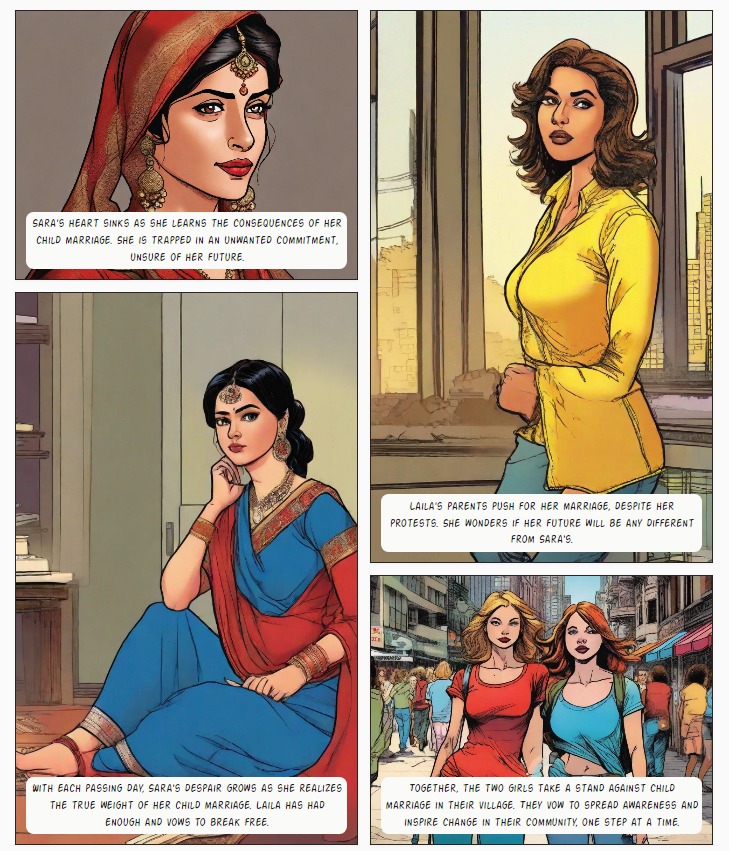 SARA'S HEART SINKS AS SHE LEARNS THE CONSEQUENCES OF HER
CHILD MARRIAGE. SHE IS TRAPPED IN AN UNWANTED COMMITMENT,
UNSURE OF HER FUTURE.
LAILA'S PARENTS PUSH FOR HER MARRIAGE, DESPITE HER
PROTESTS. SHE WONDERS IF HER FUTURE WILL BE ANY DIFFERENT
FROM SARA'S.
WITH EACH PASSING DAY, SARA'S DESPAIR GROWS AS SHE REALIZES
THE TRUE WEIGHT OF HER CHILD MARRIAGE. LAILA HAS HAD
ENOUGH AND VOWS TO BREAK FREE.
TOGETHER, THE TWO GIRLS TAKE A STAND AGAINST CHILD
MARRIAGE IN THEIR VILLAGE. THEY VOW TO SPREAD AWARENESS AND
INSPIRE CHANGE IN THEIR COMMUNITY, ONE STEP AT A TIME.